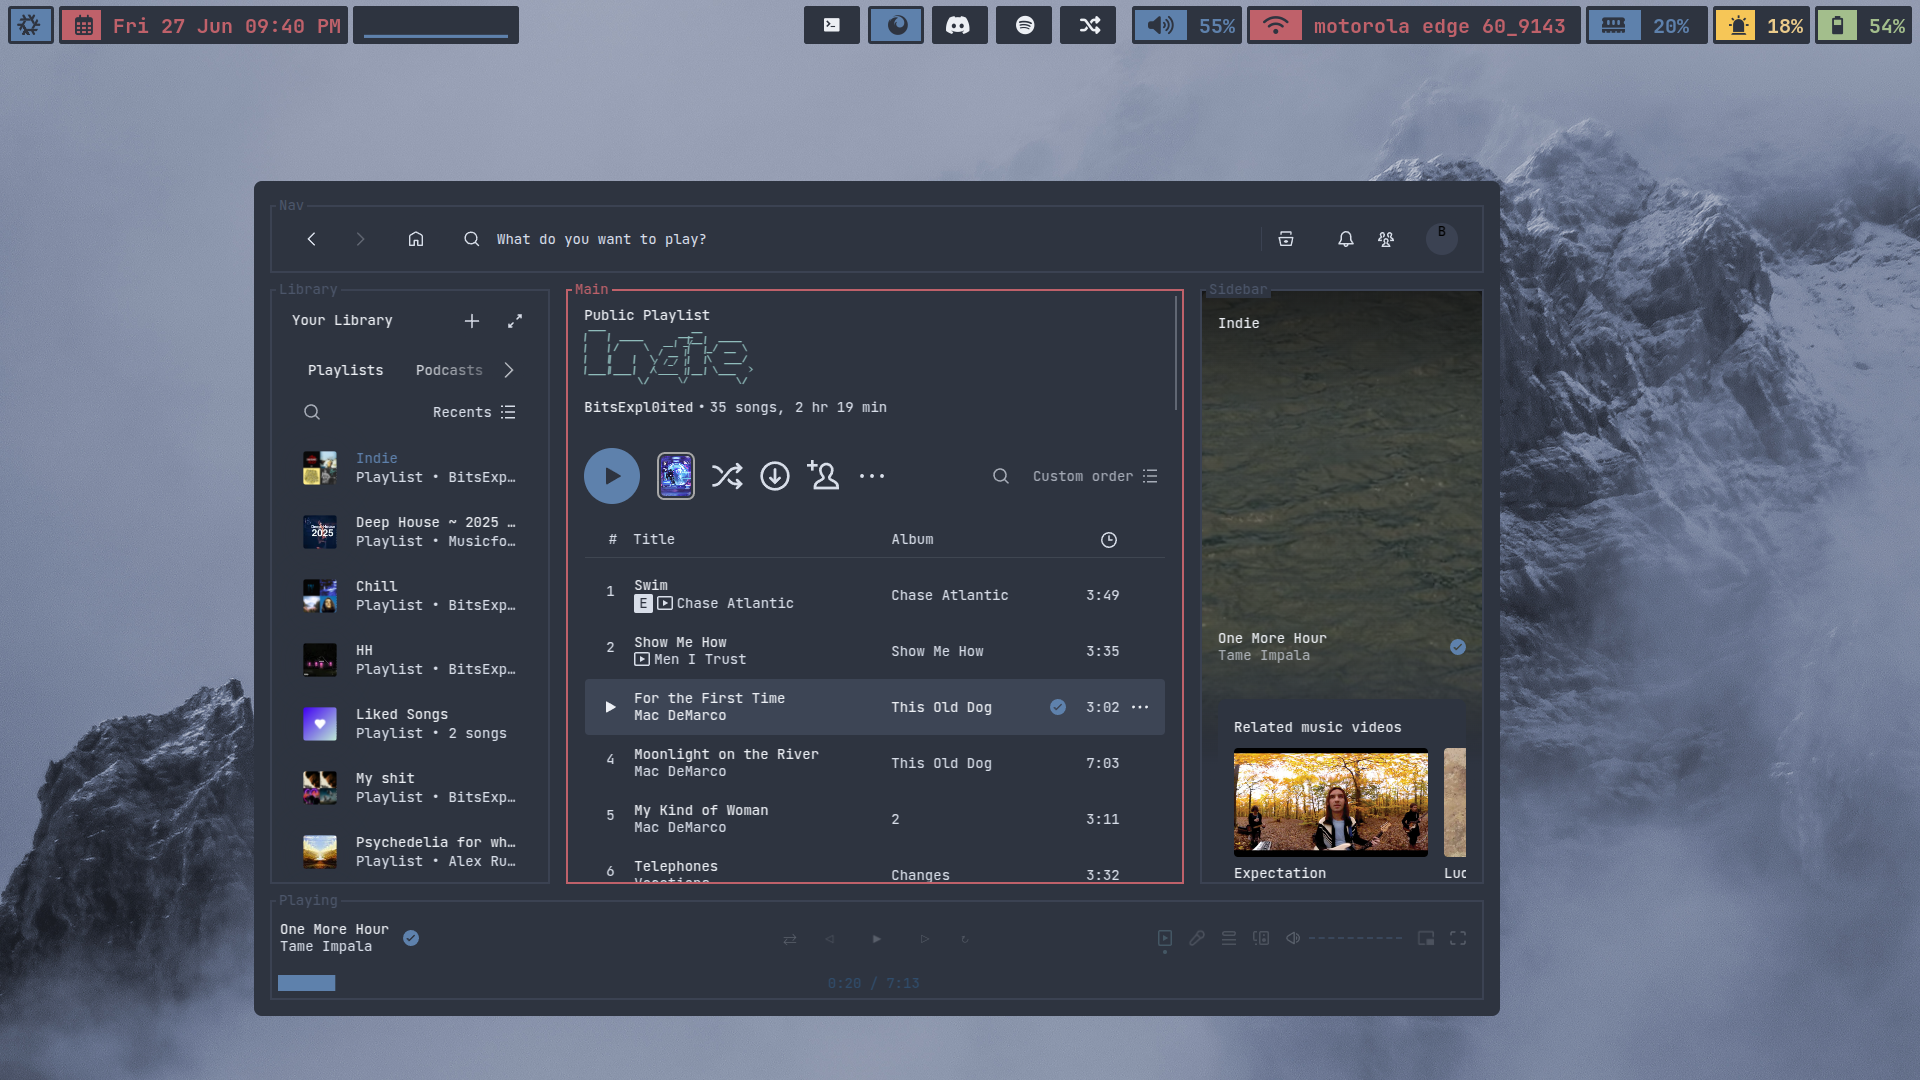 Fri 27 Jun 09:40 PM
55%
motorola edge 60_9143
20%
18%
54%
Nav
What do you want to play?
B
Library
Your Library
Playlists
Podcasts
Recents
Indie
Playlist • BitsExp…
Deep House ~ 2025 …
Playlist • Musicfo…
Chill
Playlist • BitsExp…
HH
Playlist • BitsExp…
Liked Songs
Playlist • 2 songs
My shit
Playlist • BitsExp…
Psychedelia for wh…
Playlist • Alex Ru…
Main
Public Playlist
Indie
BitsExpl0ited • 35 songs, 2 hr 19 min
Custom order
# Title Album
1 Swim
E Chase Atlantic
Chase Atlantic 3:49
2 Show Me How
Men I Trust
Show Me How 3:35
For the First Time
Mac DeMarco
This Old Dog 3:02
4 Moonlight on the River
Mac DeMarco
This Old Dog 7:03
5 My Kind of Woman
Mac DeMarco
2 3:11
6 Telephones
Changes 3:32
Sidebar
Indie
One More Hour
Tame Impala
Related music videos
Expectation
Luc
Playing
One More Hour
Tame Impala
0:20 / 7:13